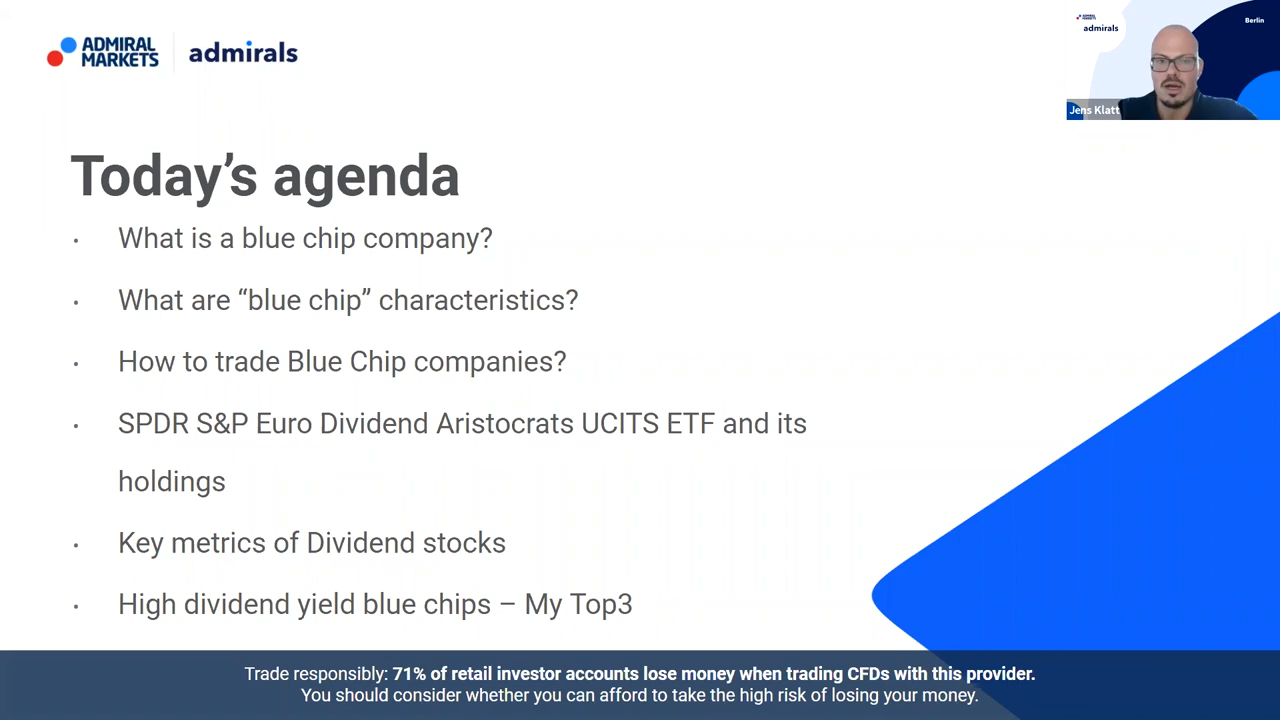 ADMIRAL
MARKETS
admirals
ADMIRAL
MARKETS
admirals
Berlin
Jens Klatt
Today’s agenda
• What is a blue chip company?
• What are “blue chip” characteristics?
• How to trade Blue Chip companies?
• SPDR S&P Euro Dividend Aristocrats UCITS ETF and its
holdings
• Key metrics of Dividend stocks
• High dividend yield blue chips – My Top3
Trade responsibly: 71% of retail investor accounts lose money when trading CFDs with this provider.
You should consider whether you can afford to take the high risk of losing your money.